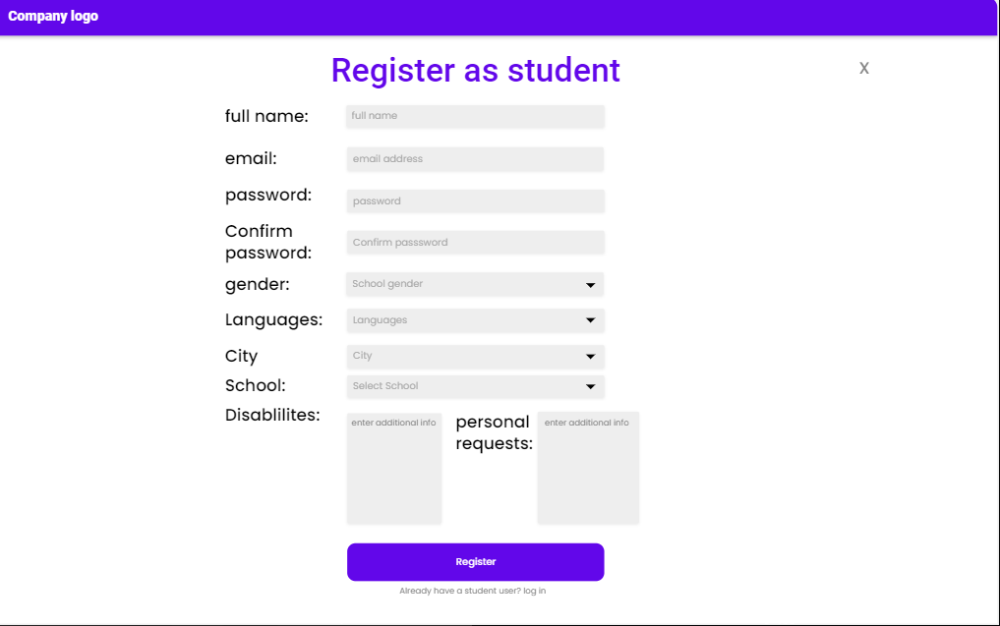 Company logo
Register as student
X
full name:
full name
email:
email address
password:
password
Confirm
password:
Confirm passsword
gender:
School gender
Languages:
Languages
City
City
School:
Select School
Disablilites:
enter additional info
personal
requests:
enter additional info
Register
Already have a student user? log in